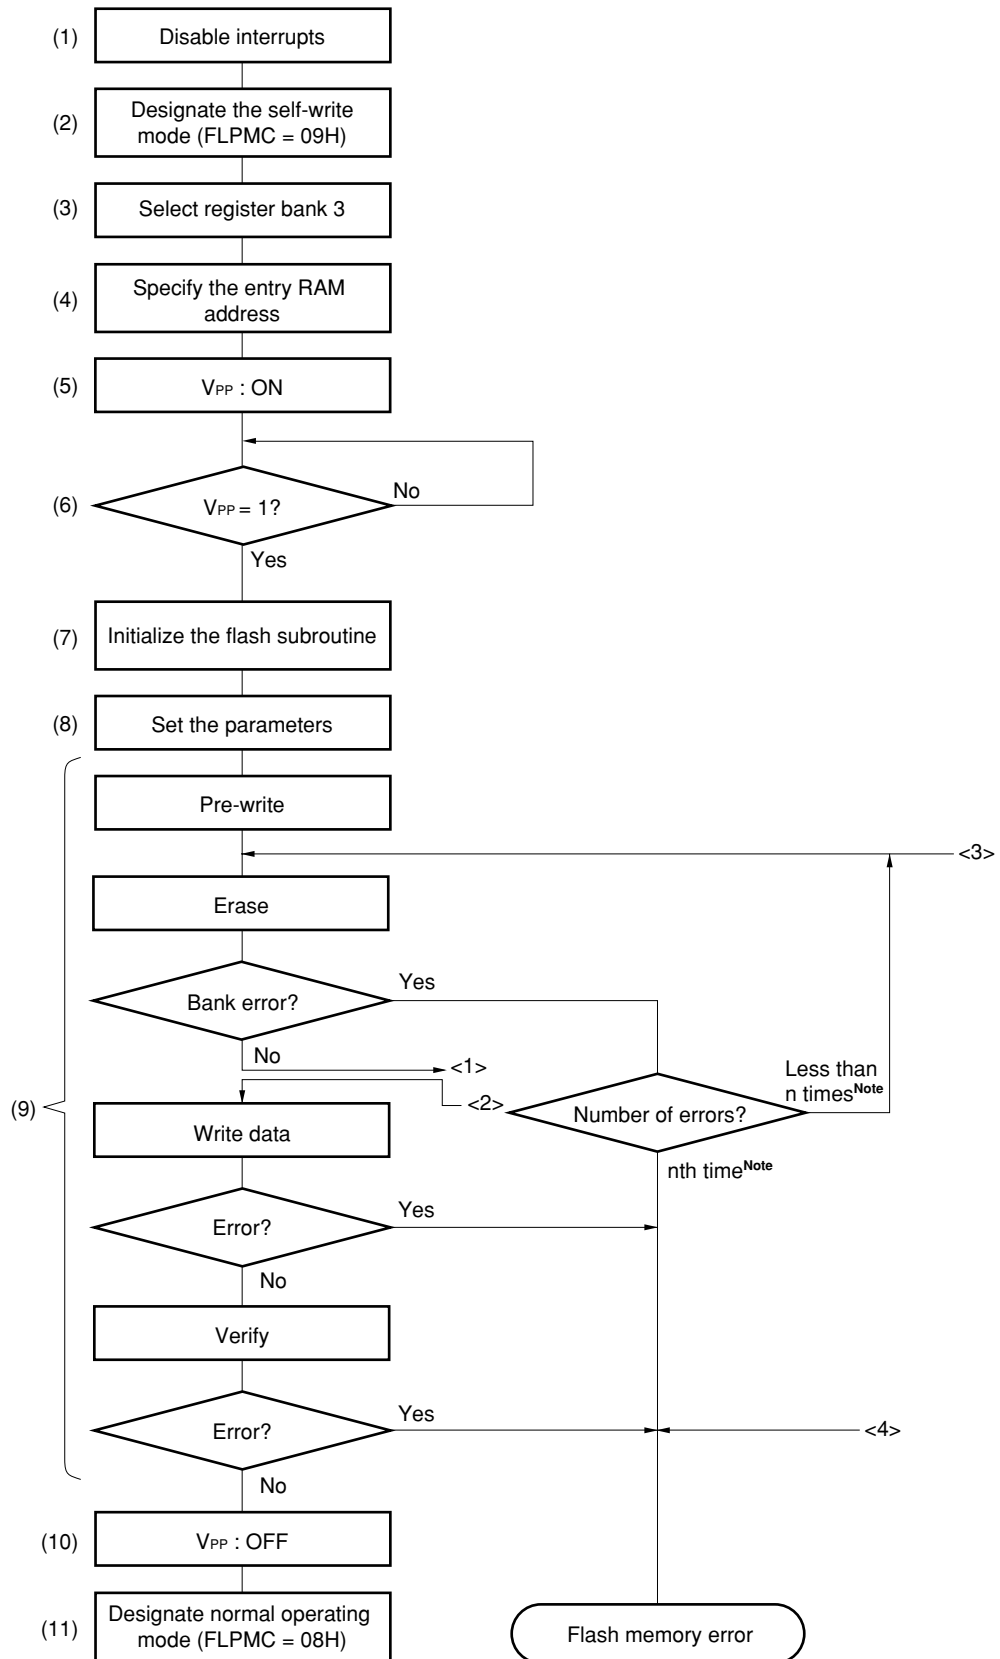 (1) Disable interrupts
(2) Designate the self-write
mode (FLPMC = 09H)
(3) Select register bank 3
(4) Specify the entry RAM
address
(5) VPP : ON
(6) VPP = 1?
No
Yes
(7) Initialize the flash subroutine
(8) Set the parameters
(9)
Pre-write
<3>
Erase
Bank error?
Yes
No
<1>
<2>
Number of errors?
Less than
n times Note
nth time Note
Write data
Error?
Yes
No
Verify
Error?
Yes
<4>
No
(10) VPP : OFF
(11) Designate normal operating
mode (FLPMC = 08H)
Flash memory error